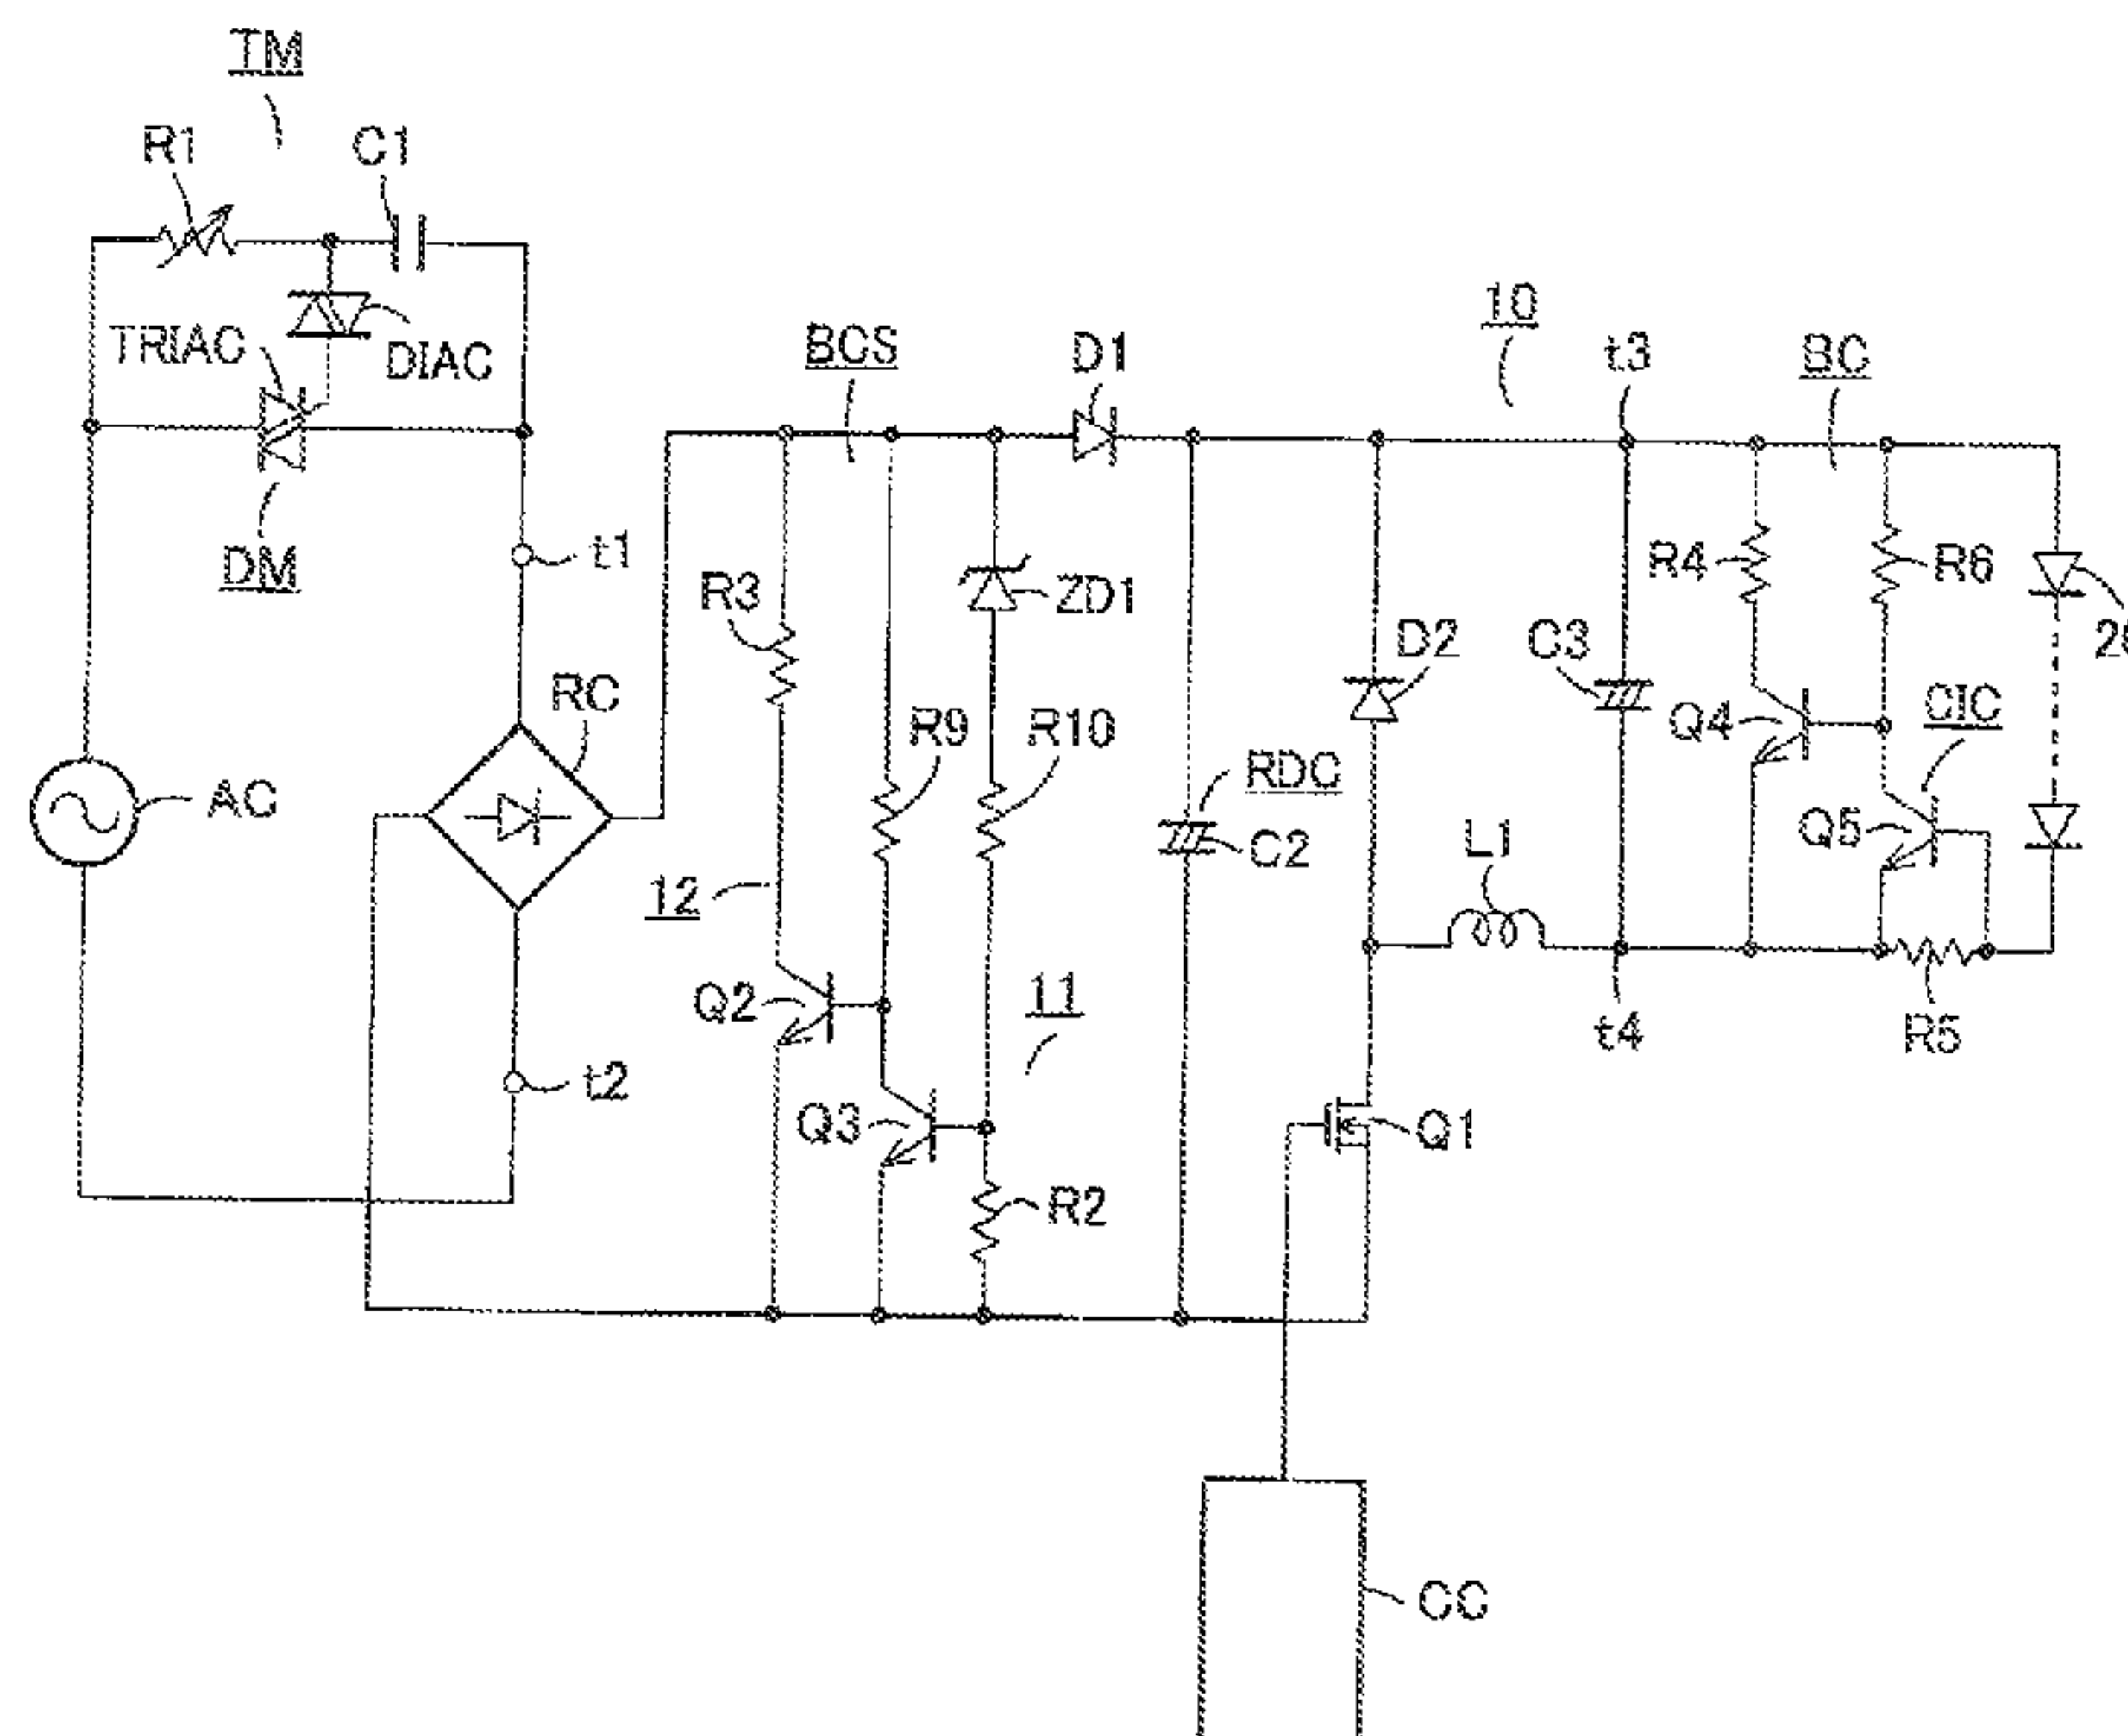 TM
R1
C1
TRIAC
DIAC
DM
t1
RC
AC
t2
BCS
D1
10
t3
BC
R3
ZD1
R9
R10
12
Q2
11
Q3
R2
RDC
C2
D2
C3
L1
t4
Q1
R4
R6
Q4
CIC
Q5
R5
CC